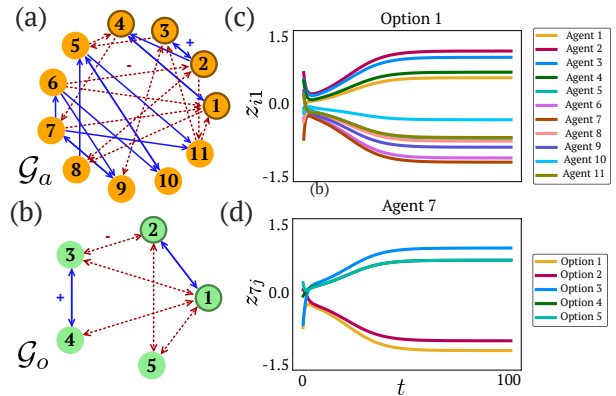 (a)
4
3
5
+
2
-
6
1
7
11
8
9
10
𝒢a
(b)
2
-
3
1
+
4
5
𝒢o
(c)
Option 1
1.5
0.0
-1.5
zi1
(b)
Agent 1
Agent 2
Agent 3
Agent 4
Agent 5
Agent 6
Agent 7
Agent 8
Agent 9
Agent 10
Agent 11
(d)
Agent 7
1.5
0.0
-1.5
z7j
0
t
100
Option 1
Option 2
Option 3
Option 4
Option 5